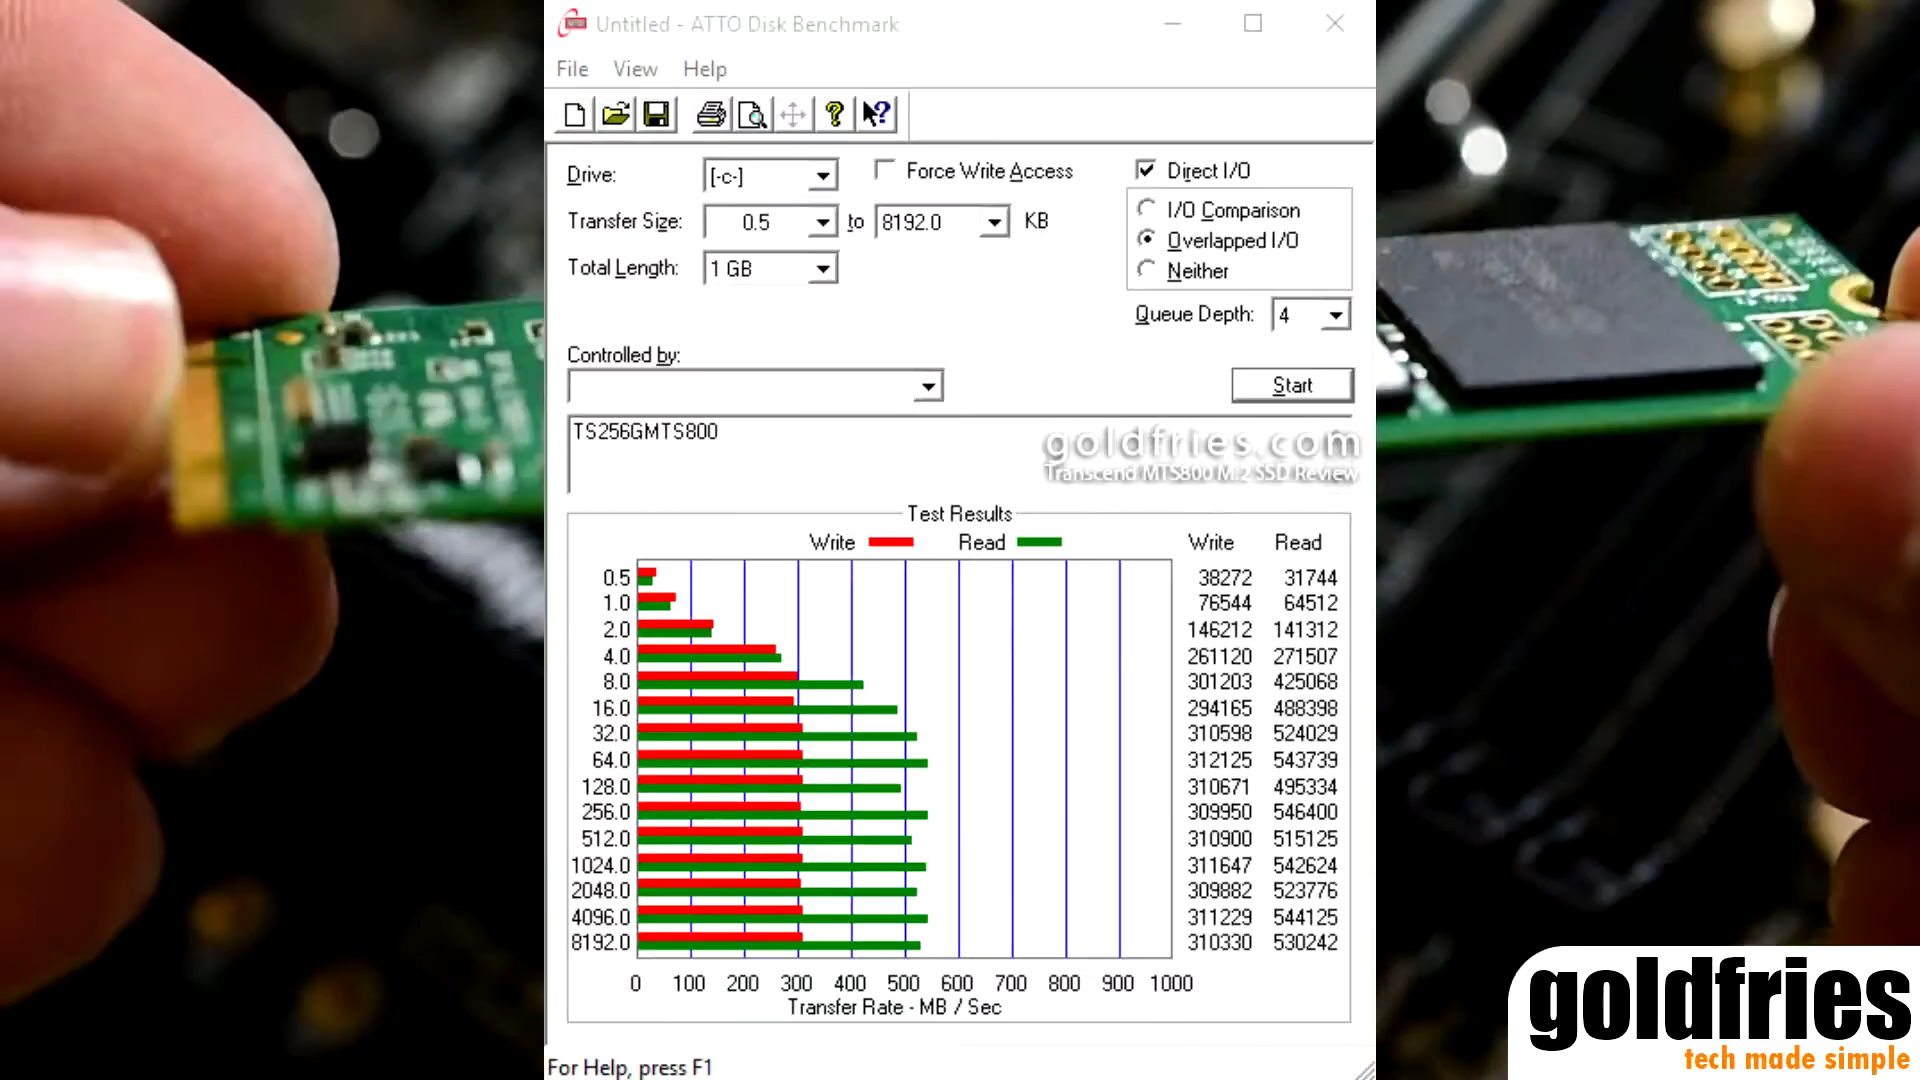 Untitled - ATTO Disk Benchmark
File View Help
Drive: [-c-] Force Write Access Direct I/O
Transfer Size: 0.5 to 8192.0 KB
I/O Comparison
Overlapped I/O
Total Length: 1 GB Neither
Queue Depth: 4
Controlled by:
Start
TS256GMTS800
goldfries.com
Transcend MTS800 M.2 SSD Review
Test Results
Write Read Write Read
0.5 38272 31744
1.0 76544 64512
2.0 146212 141312
4.0 261120 271507
8.0 301203 425068
16.0 294165 488398
32.0 310598 524029
64.0 312125 543739
128.0 310671 495334
256.0 309950 546400
512.0 310900 515125
1024.0 311647 542624
2048.0 309882 523776
4096.0 311229 544125
8192.0 310330 530242
0 100 200 300 400 500 600 700 800 900 1000
Transfer Rate - MB / Sec
For Help, press F1
goldfries
tech made simple